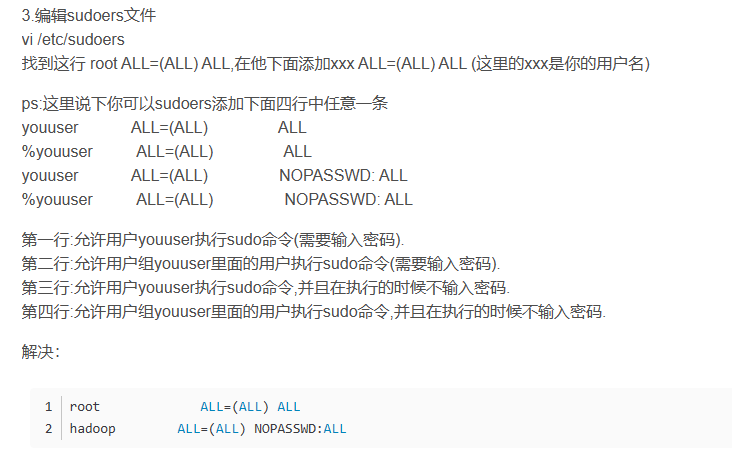 3.编辑sudoers文件
vi /etc/sudoers
找到这行 root ALL=(ALL) ALL,在他下面添加xxx ALL=(ALL) ALL (这里的xxx是你的用户名)
ps:这里说下你可以sudoers添加下面四行中任意一条
youuser ALL=(ALL) ALL
%youuser ALL=(ALL) ALL
youuser ALL=(ALL) NOPASSWD: ALL
%youuser ALL=(ALL) NOPASSWD: ALL
第一行:允许用户youuser执行sudo命令(需要输入密码).
第二行:允许用户组youuser里面的用户执行sudo命令(需要输入密码).
第三行:允许用户youuser执行sudo命令,并且在执行的时候不输入密码.
第四行:允许用户组youuser里面的用户执行sudo命令,并且在执行的时候不输入密码.
解决：
1 root ALL=(ALL) ALL
2 hadoop ALL=(ALL) NOPASSWD:ALL